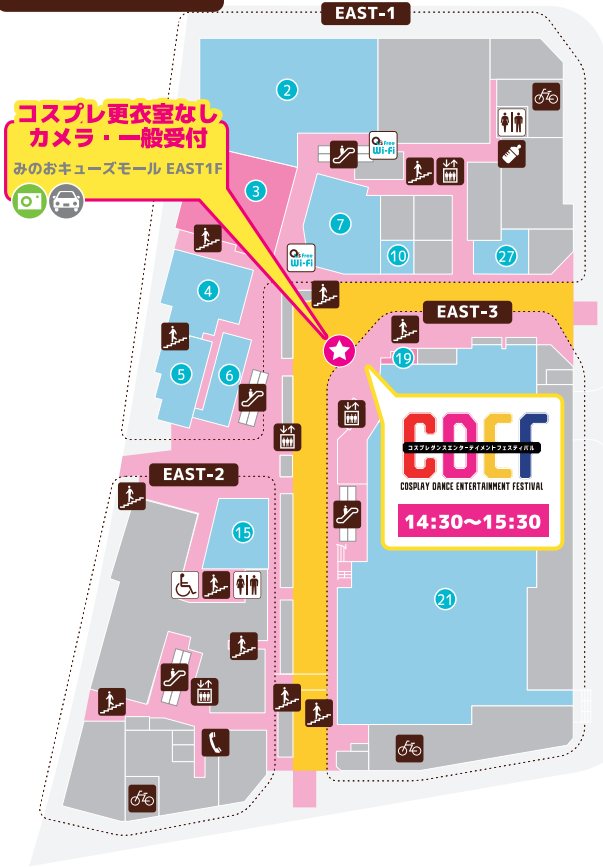 EAST-1
コスプレ更衣室なし
カメラ・一般受付
みのおキューズモール EAST1F
2
Q's Free
Wi-Fi
3
7
Q's Free
Wi-Fi
10
27
4
EAST-3
19
5
6
CDEF
コスプレダンスエンターテイメントフェスティバル
COSPLAY DANCE ENTERTAINMENT FESTIVAL
14:30〜15:30
EAST-2
15
21